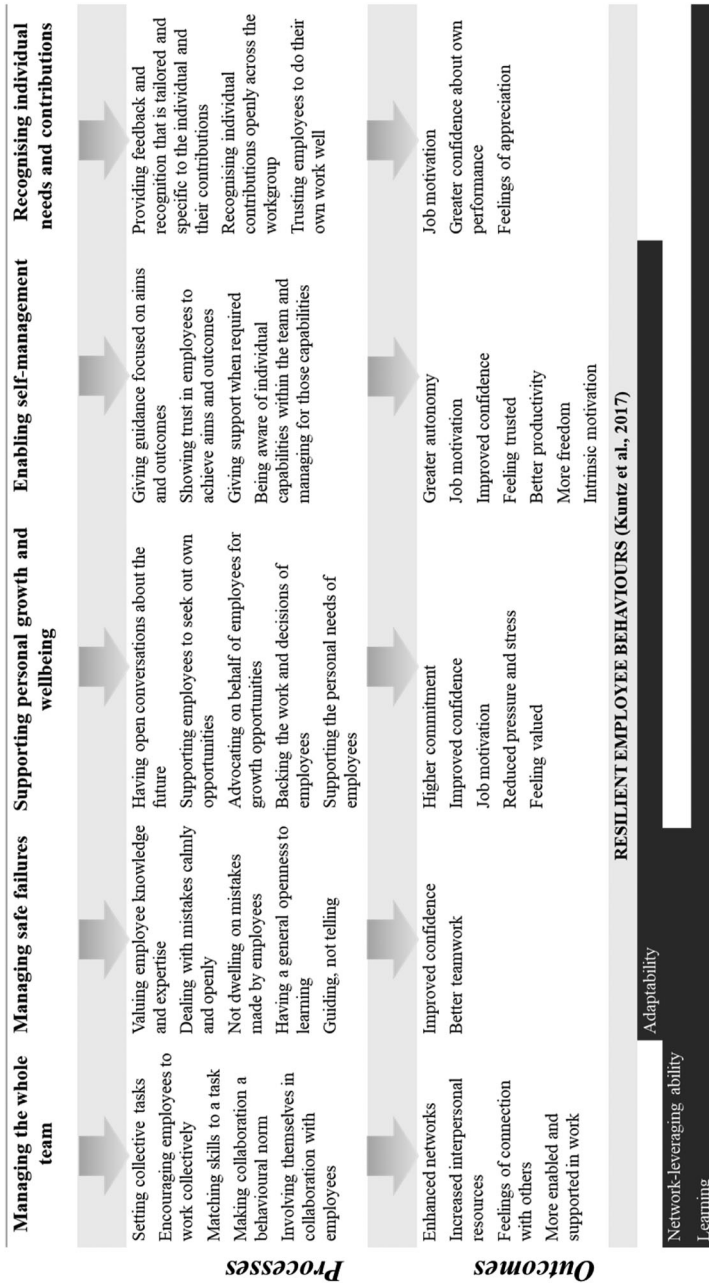 Managing the whole
team
Managing safe failures
Supporting personal growth and
wellbeing
Enabling self-management
Recognising individual
needs and contributions
Processes
Setting collective tasks
Encouraging employees to
work collectively
Matching skills to a task
Making collaboration a
behavioural norm
Involving themselves in
collaboration with
employees
Valuing employee knowledge
and expertise
Dealing with mistakes calmly
and openly
Not dwelling on mistakes
made by employees
Having a general openness to
learning
Guiding, not telling
Having open conversations about the
future
Supporting employees to seek out own
opportunities
Advocating on behalf of employees for
growth opportunities
Backing the work and decisions of
employees
Supporting the personal needs of
employees
Giving guidance focused on aims
and outcomes
Showing trust in employees to
achieve aims and outcomes
Giving support when required
Being aware of individual
capabilities within the team and
managing for those capabilities
Providing feedback and
recognition that is tailored and
specific to the individual and
their contributions
Recognising individual
contributions openly across the
workgroup
Trusting employees to do their
own work well
Outcomes
Enhanced networks
Increased interpersonal
resources
Feelings of connection
with others
More enabled and
supported in work
Improved confidence
Better teamwork
Higher commitment
Improved confidence
Job motivation
Reduced pressure and stress
Feeling valued
Greater autonomy
Job motivation
Improved confidence
Feeling trusted
Better productivity
More freedom
Intrinsic motivation
Job motivation
Greater confidence about own
performance
Feelings of appreciation
RESILIENT EMPLOYEE BEHAVIOURS (Kuntz et al., 2017)
Adaptability
Network-leveraging ability
Learning